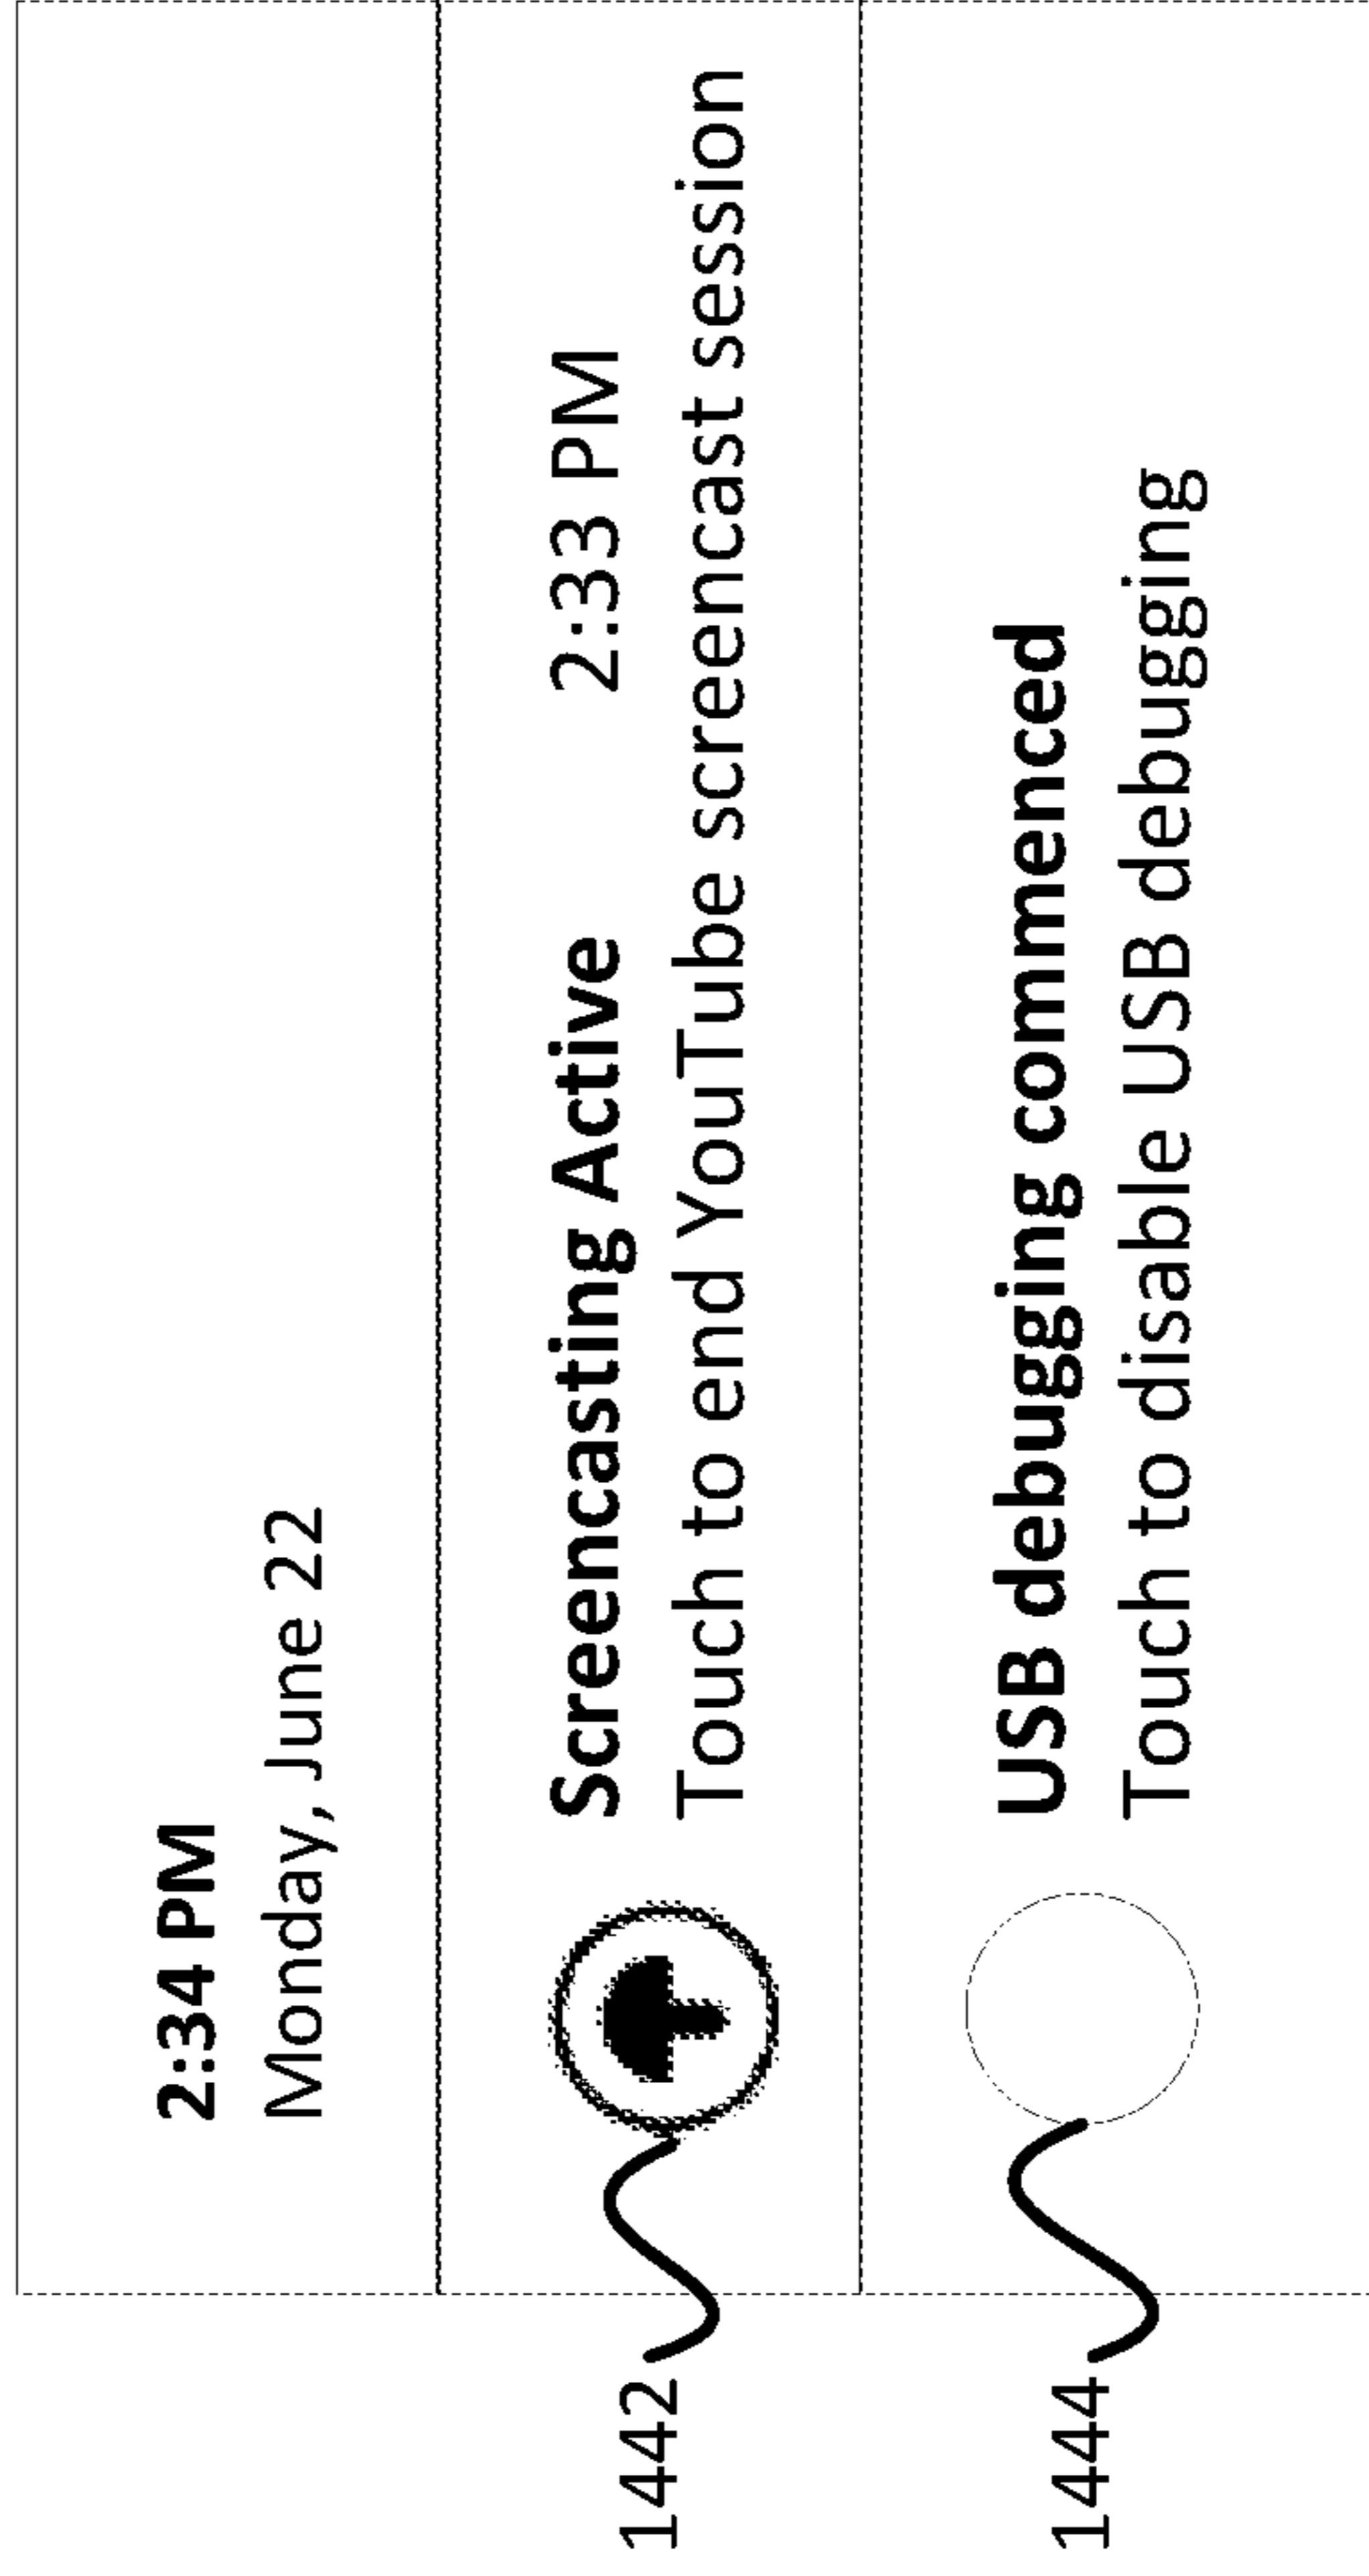 2:34 PM
Monday, June 22
Screencasting Active 2:33 PM
Touch to end YouTube screencast session
1442
USB debugging commenced
Touch to disable USB debugging
1444